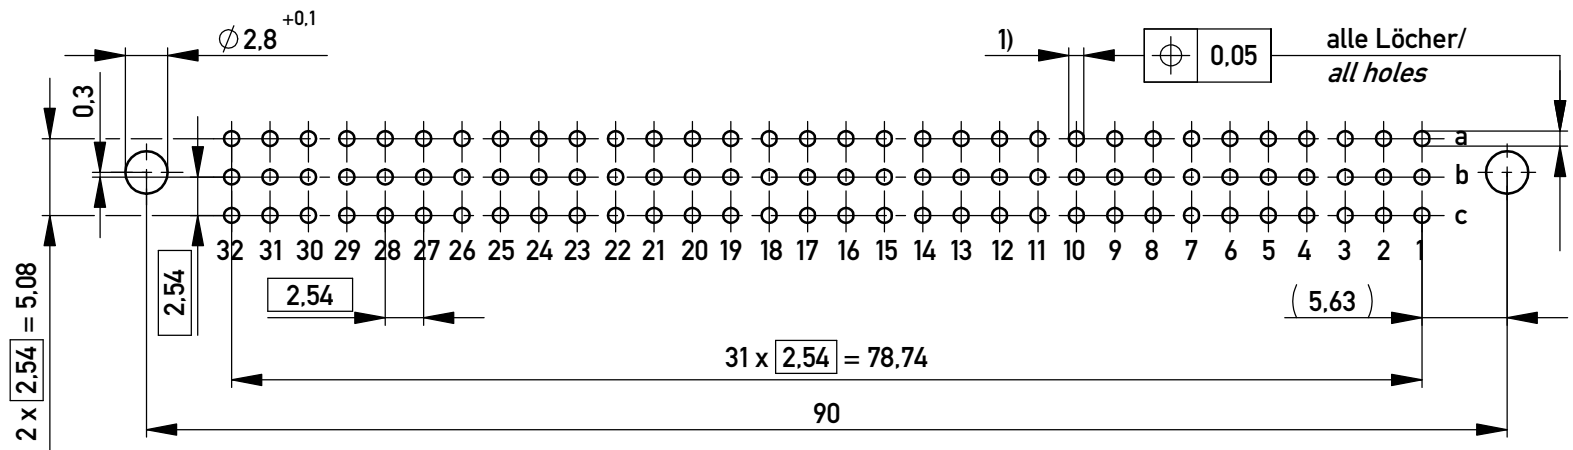 ⌀2,8 +0,1
1)
⌖ 0,05
alle Löcher/
all holes
0,3
a
b
c
32 31 30 29 28 27 26 25 24 23 22 21 20 19 18 17 16 15 14 13 12 11 10 9 8 7 6 5 4 3 2 1
2 x 2,54 = 5,08
2,54
2,54
( 5,63 )
31 x 2,54 = 78,74
90